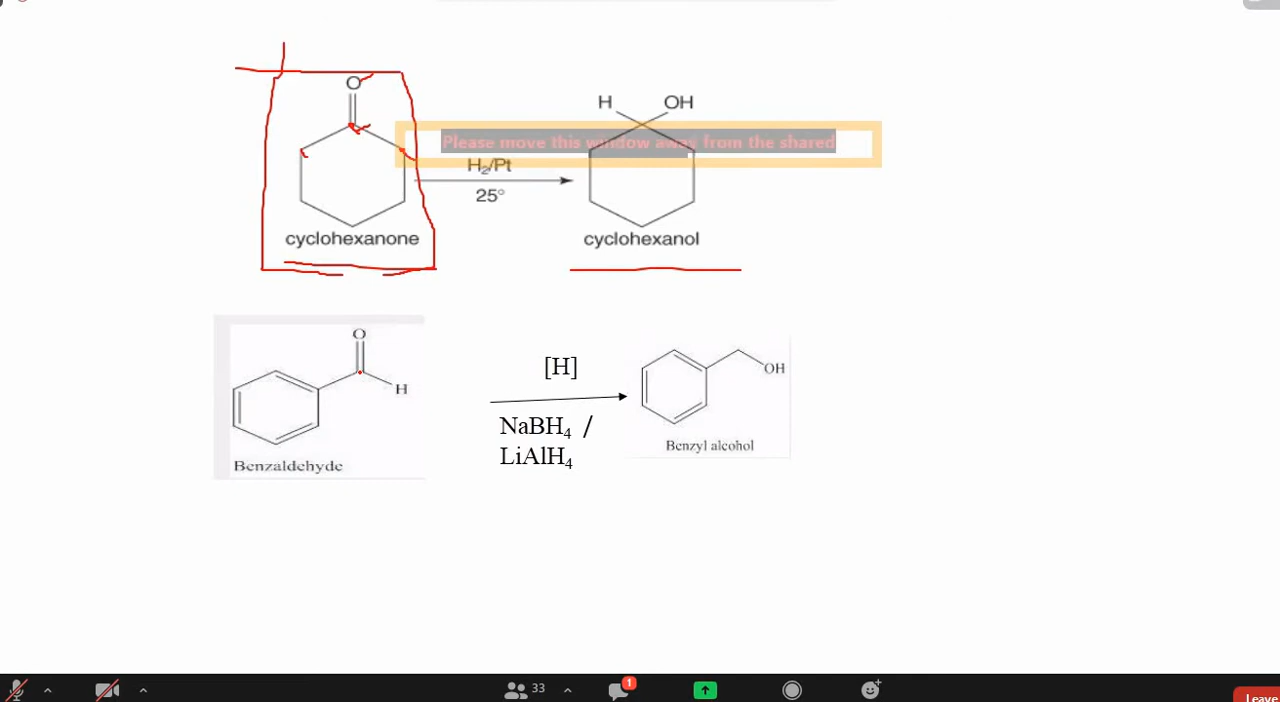 O
H OH
Please move this window away from the shared
H₂/Pt
25°
cyclohexanone
cyclohexanol
O
H
[H]
OH
NaBH₄ /
LiAlH₄
Benzyl alcohol
Benzaldehyde
33
1
Leave